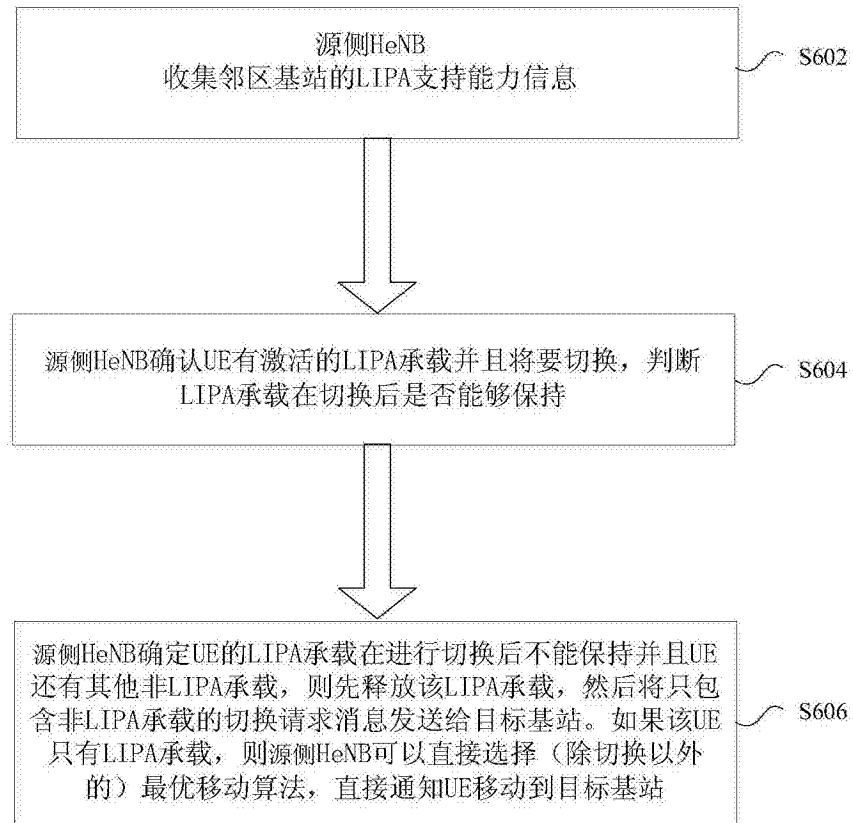 源侧HeNB
收集邻区基站的LIPA支持能力信息
S602
源侧HeNB确认UE有激活的LIPA承载并且将要切换，判断
LIPA承载在切换后是否能够保持
S604
源侧HeNB确定UE的LIPA承载在进行切换后不能保持并且UE
还有其他非LIPA承载，则先释放该LIPA承载，然后将只包
含非LIPA承载的切换请求消息发送给目标基站。如果该UE
只有LIPA承载，则源侧HeNB可以直接选择（除切换以外
的）最优移动算法，直接通知UE移动到目标基站
S606